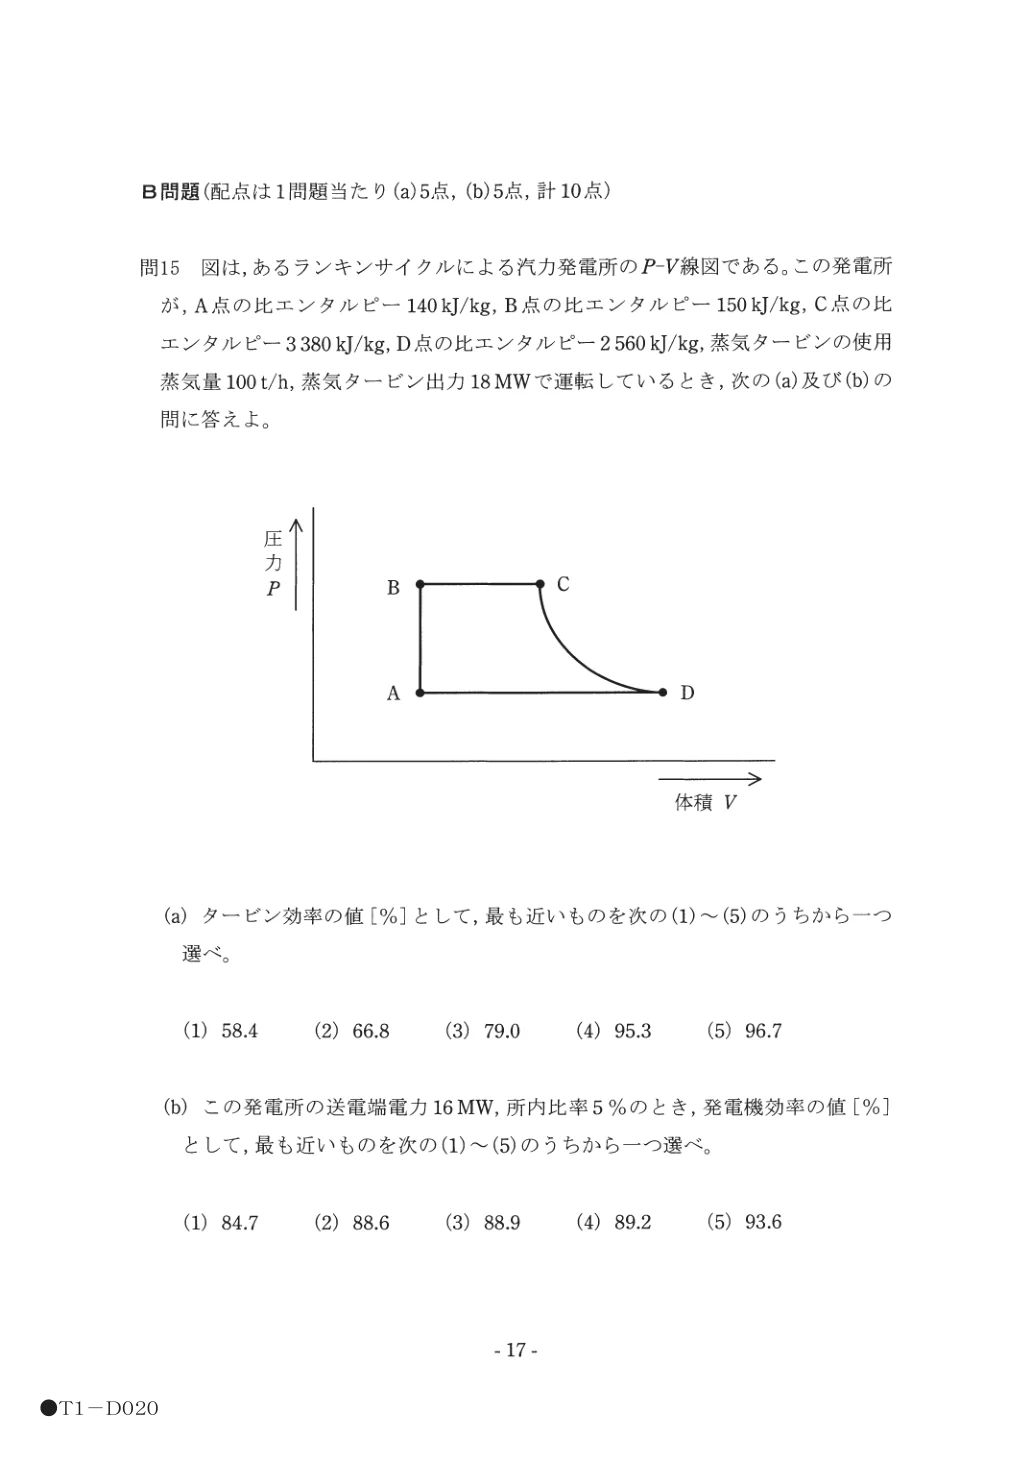 B問題(配点は1問題当たり(a)5点, (b)5点, 計10点)
問15 図は, あるランキンサイクルによる汽力発電所のP-V線図である。この発電所
が, A点の比エンタルピー140 kJ/kg, B点の比エンタルピー150 kJ/kg, C点の比
エンタルピー3 380 kJ/kg, D点の比エンタルピー2 560 kJ/kg, 蒸気タービンの使用
蒸気量100 t/h, 蒸気タービン出力18 MWで運転しているとき, 次の(a)及び(b)の
問に答えよ。
圧力 P
B
C
A
D
体積 V
(a) タービン効率の値[%]として, 最も近いものを次の(1)～(5)のうちから一つ
選べ。
(1) 58.4 (2) 66.8 (3) 79.0 (4) 95.3 (5) 96.7
(b) この発電所の送電端電力16 MW, 所内比率5 %のとき, 発電機効率の値[%]
として, 最も近いものを次の(1)～(5)のうちから一つ選べ。
(1) 84.7 (2) 88.6 (3) 88.9 (4) 89.2 (5) 93.6
- 17 -
●T1－D020